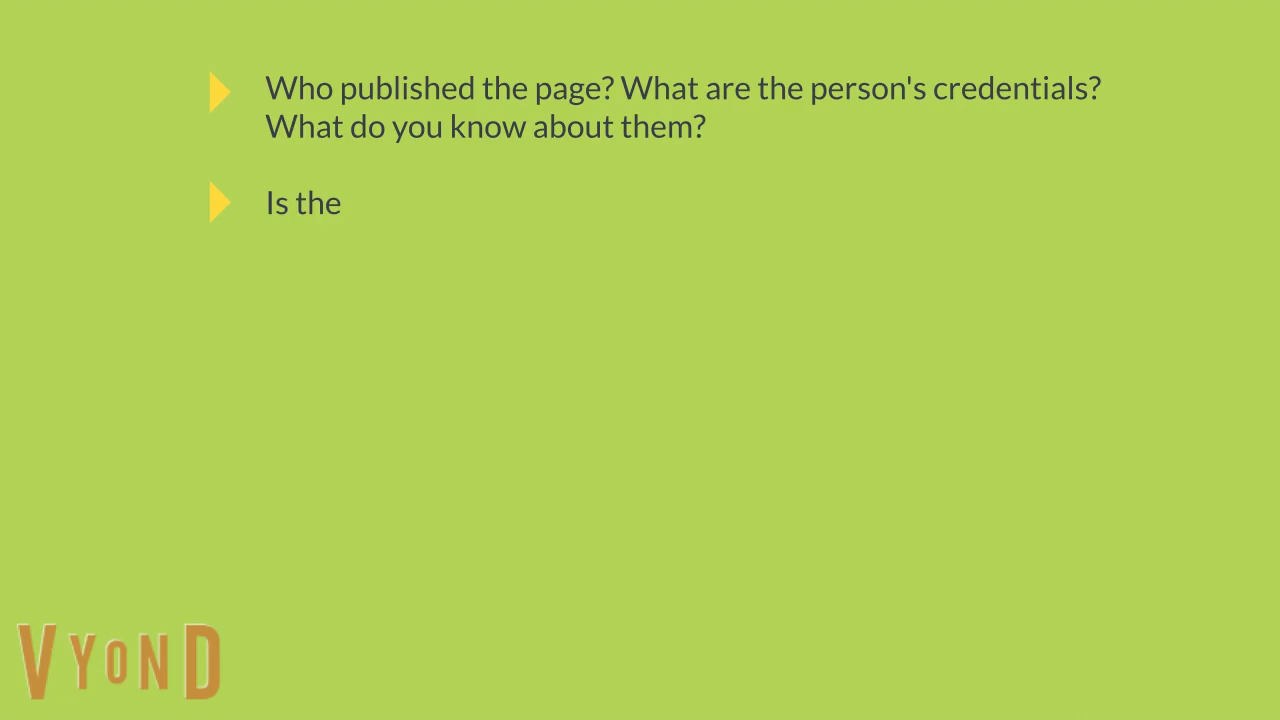 Who published the page? What are the person's credentials?
What do you know about them?
Is the
VYOND